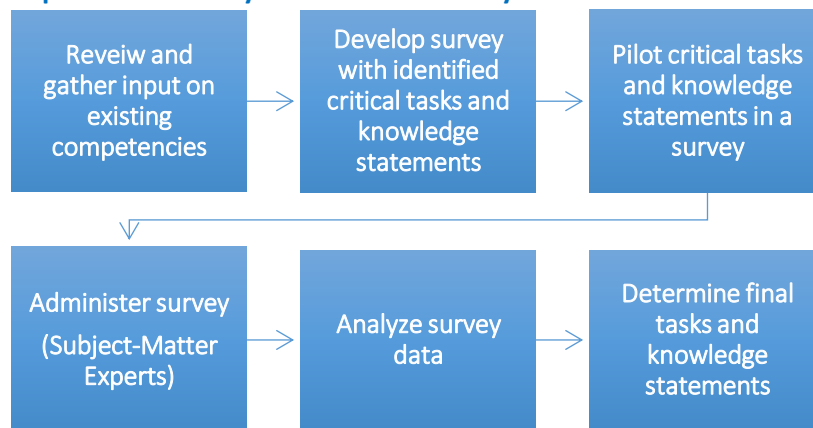 Reveiw and
gather input on
existing
competencies
Develop survey
with identified
critical tasks and
knowledge
statements
Pilot critical tasks
and knowledge
statements in a
survey
Administer survey
(Subject-Matter
Experts)
Analyze survey
data
Determine final
tasks and
knowledge
statements